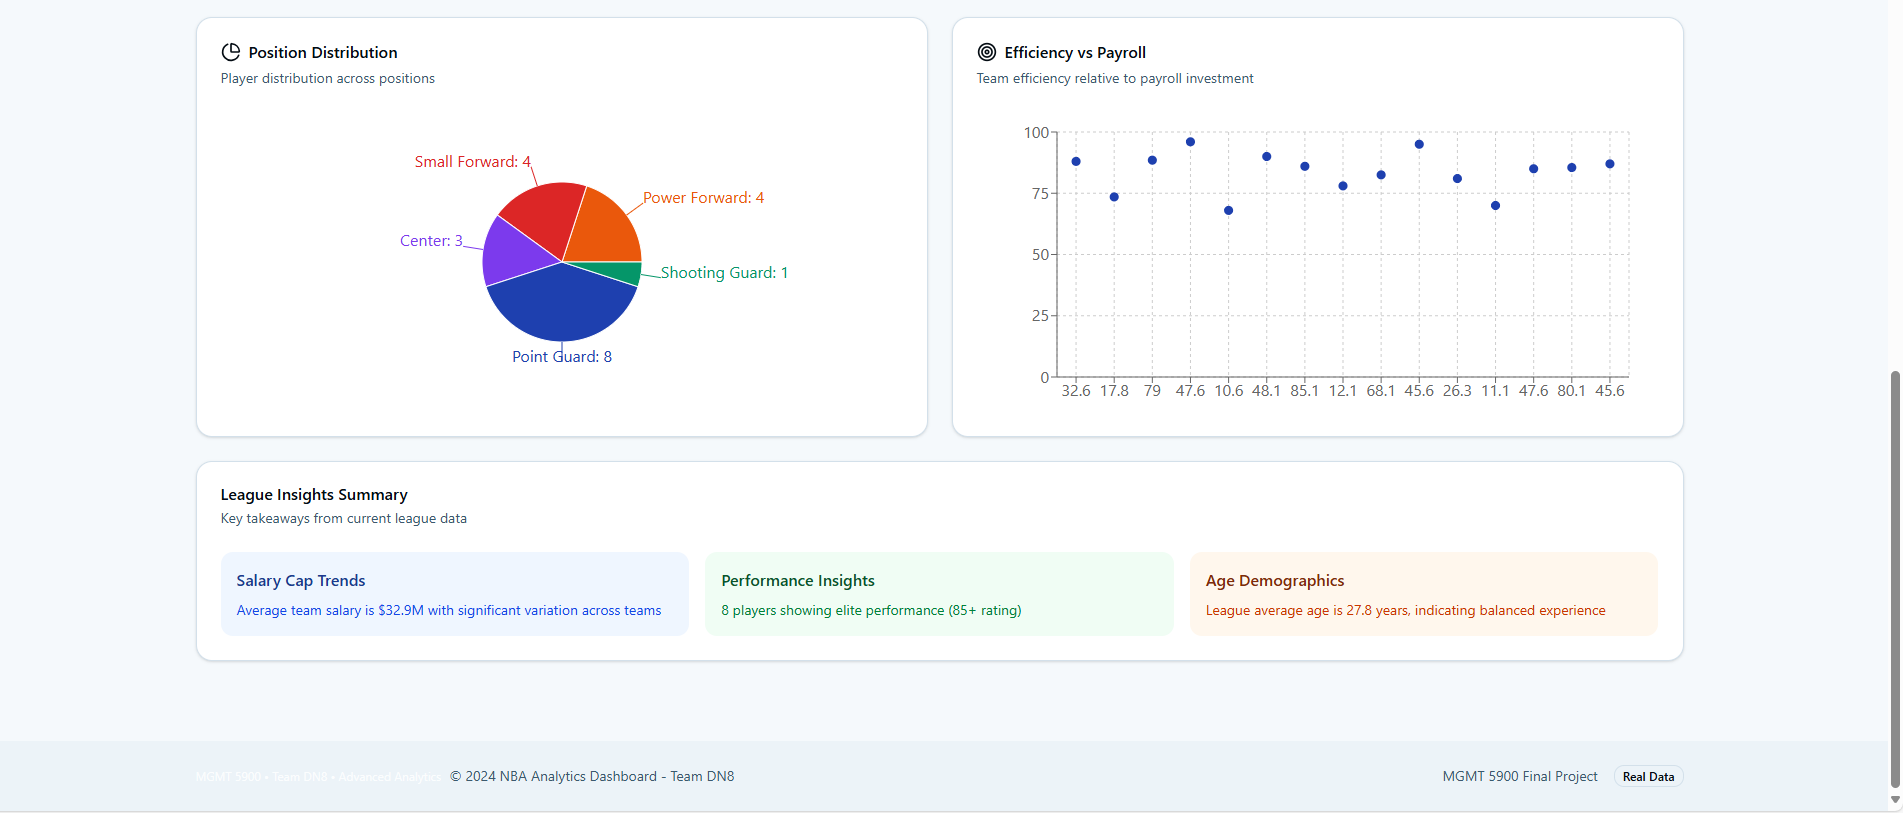 Position Distribution
Player distribution across positions
Small Forward: 4
Power Forward: 4
Center: 3
Shooting Guard: 1
Point Guard: 8
Efficiency vs Payroll
Team efficiency relative to payroll investment
100
75
50
25
0
32.6 17.8 79 47.6 10.6 48.1 85.1 12.1 68.1 45.6 26.3 11.1 47.6 80.1 45.6
League Insights Summary
Key takeaways from current league data
Salary Cap Trends
Average team salary is $32.9M with significant variation across teams
Performance Insights
8 players showing elite performance (85+ rating)
Age Demographics
League average age is 27.8 years, indicating balanced experience
MGMT 5900 • Team DN8 • Advanced Analytics © 2024 NBA Analytics Dashboard - Team DN8
MGMT 5900 Final Project Real Data